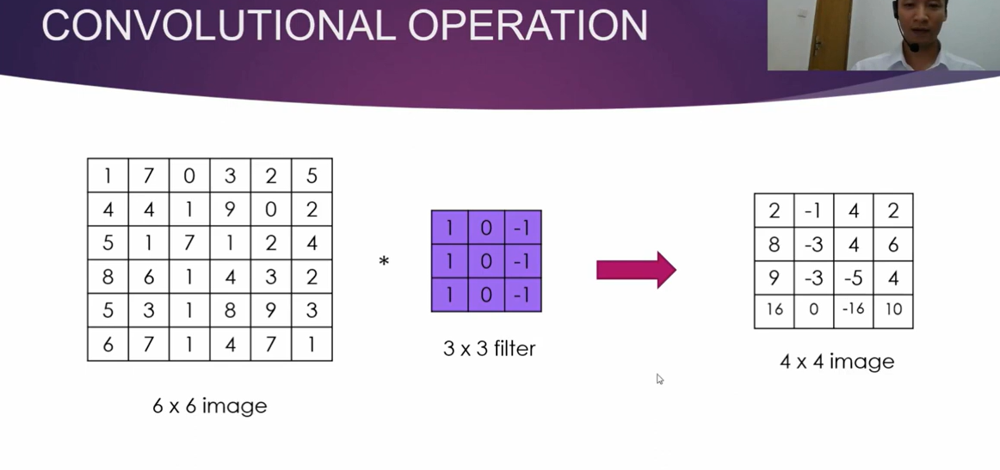 CONVOLUTIONAL OPERATION
1 7 0 3 2 5
4 4 1 9 0 2
5 1 7 1 2 4
8 6 1 4 3 2
5 3 1 8 9 3
6 7 1 4 7 1
6 x 6 image
*
1 0 -1
1 0 -1
1 0 -1
3 x 3 filter
2 -1 4 2
8 -3 4 6
9 -3 -5 4
16 0 -16 10
4 x 4 image